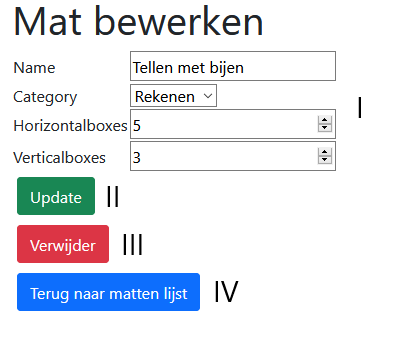 Mat bewerken
Name Tellen met bijen
Category Rekenen I
Horizontalboxes 5
Verticalboxes 3
Update II
Verwijder III
Terug naar matten lijst IV